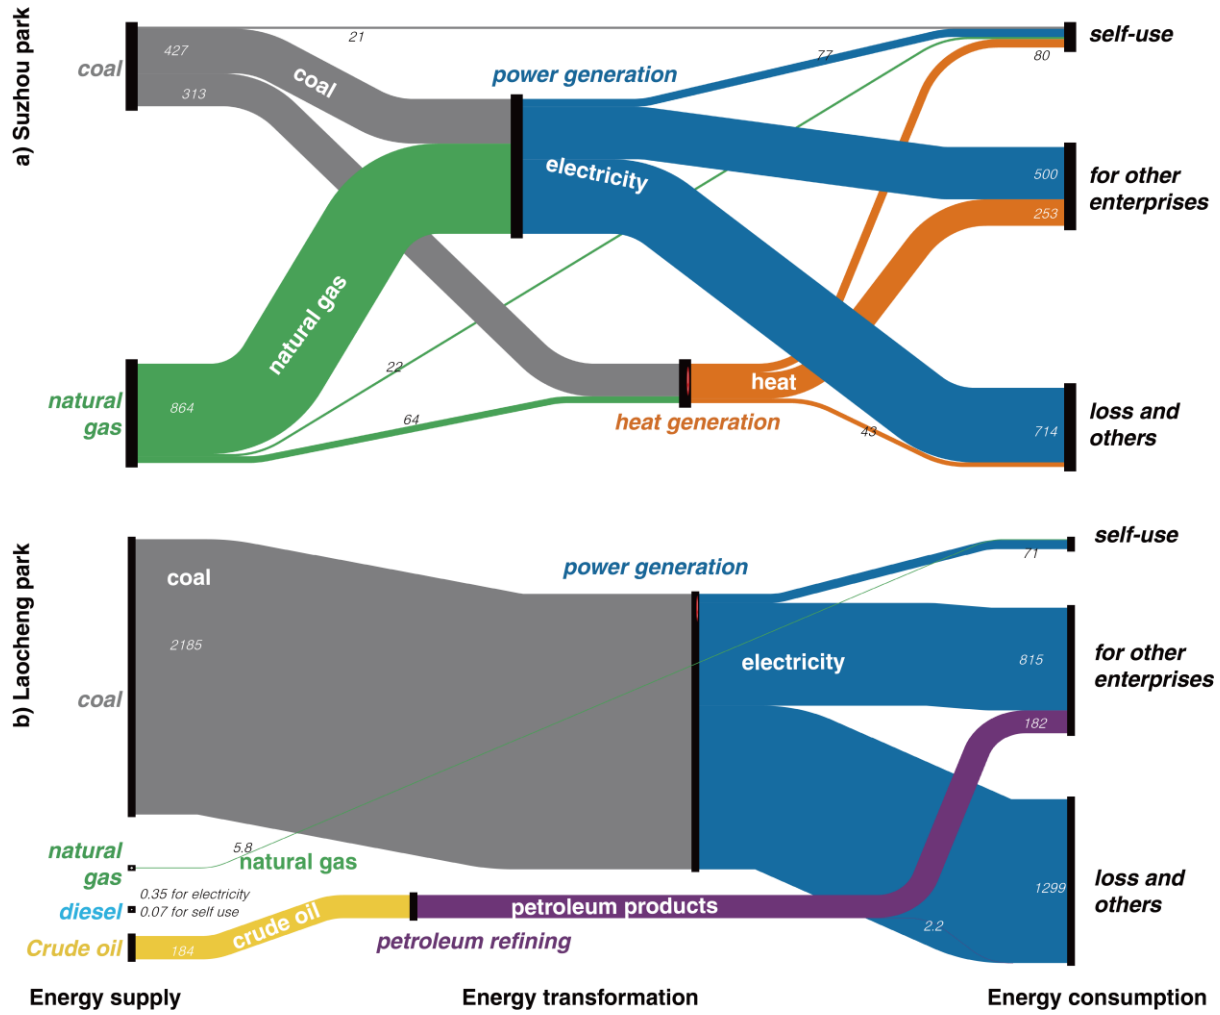 a) Suzhou park
coal
427
313
coal
21
power generation
77
80
self-use
electricity
500
253
for other
enterprises
natural gas
natural
gas
864
22
64
heat
heat generation
43
714
loss and
others
b) Laocheng park
coal
2185
coal
power generation
71
self-use
electricity
815
182
for other
enterprises
natural
gas
5.8
natural gas
diesel
0.35 for electricity
0.07 for self use
Crude oil
184
crude oil
petroleum products
petroleum refining
2.2
1299
loss and
others
Energy supply
Energy transformation
Energy consumption